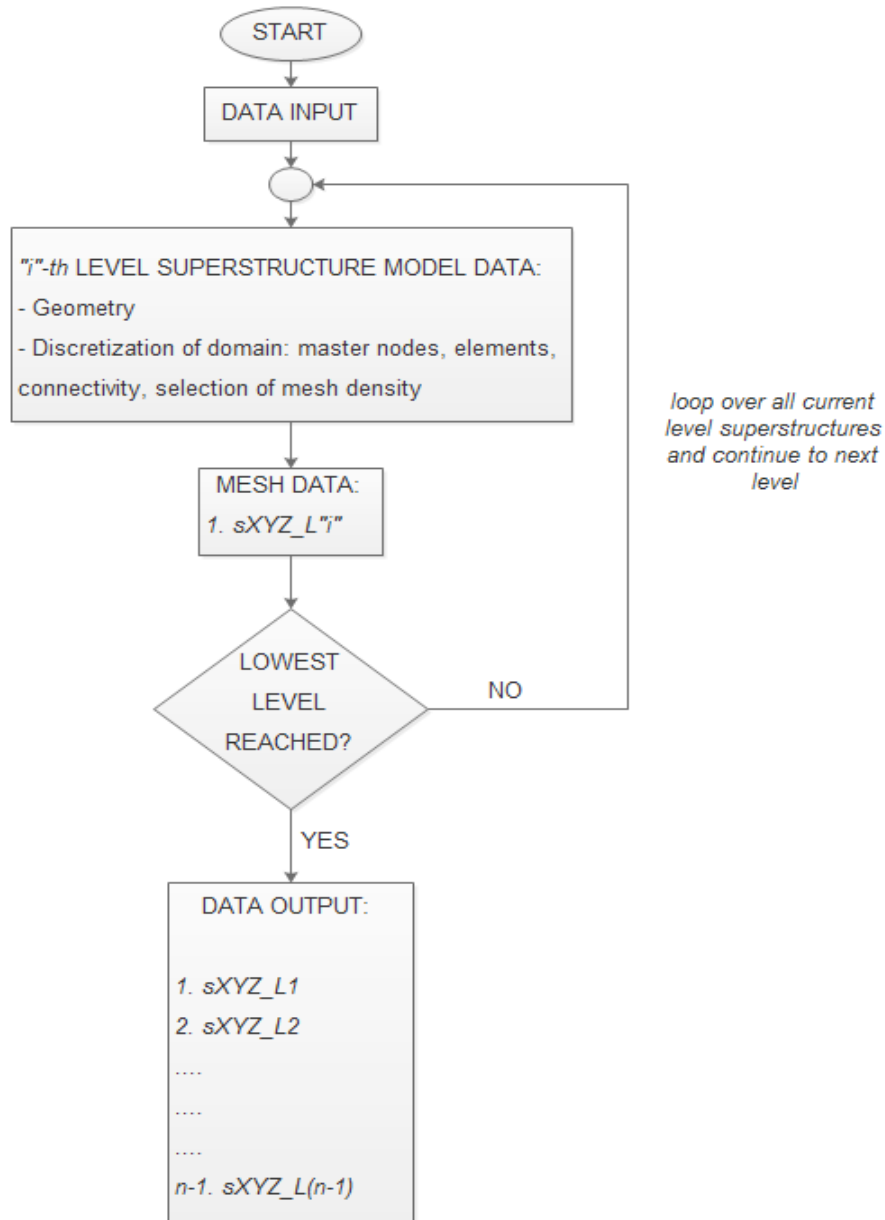 START
DATA INPUT
"i"-th LEVEL SUPERSTRUCTURE MODEL DATA:
- Geometry
- Discretization of domain: master nodes, elements,
connectivity, selection of mesh density
loop over all current
level superstructures
and continue to next
level
MESH DATA:
1. sXYZ_L"i"
LOWEST
LEVEL
REACHED?
NO
YES
DATA OUTPUT:
1. sXYZ_L1
2. sXYZ_L2
....
....
....
n-1. sXYZ_L(n-1)